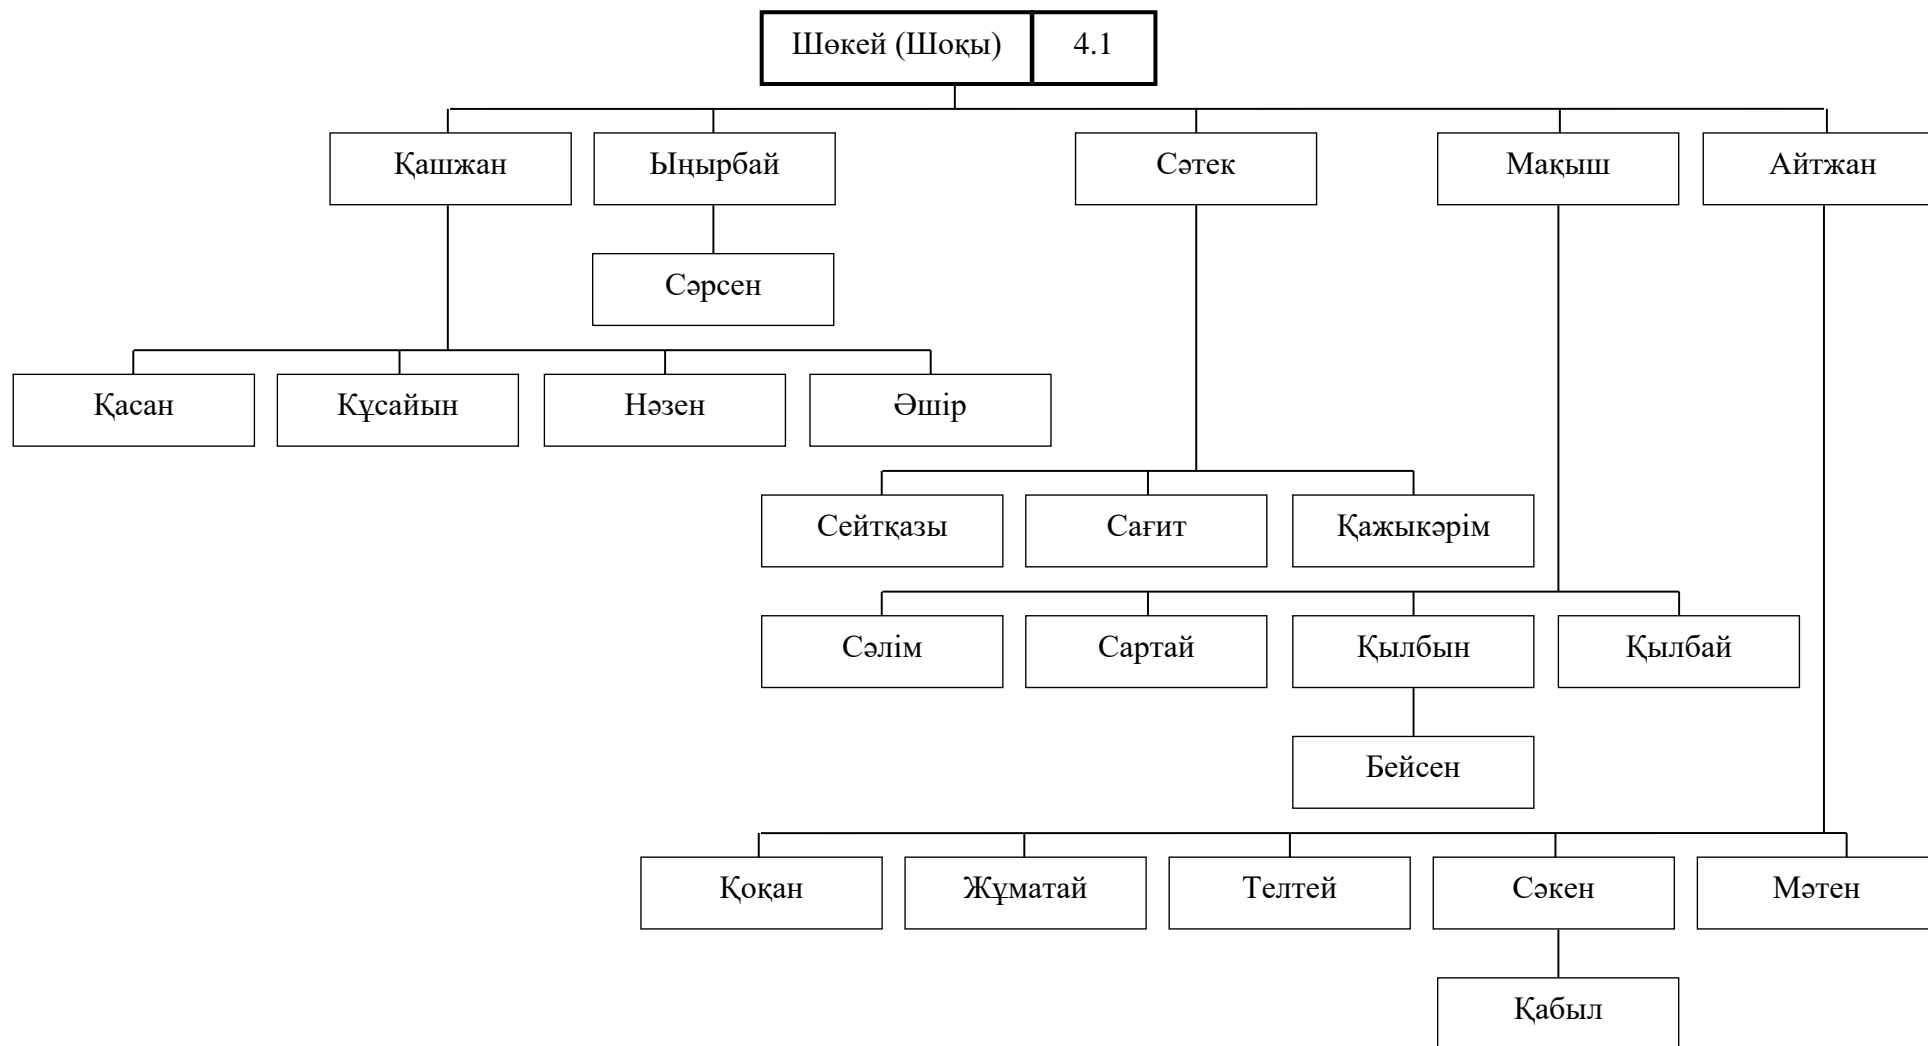 Шөкей (Шоқы) 4.1
Қашжан Ыңырбай Сәтек Мақыш Айтжан
Сәрсен
Қасан Құсайын Нәзен Әшір
Сейтқазы Сағит Қажыкәрім
Сәлім Сартай Қылбын Қылбай
Бейсен
Қоқан Жұматай Телтей Сәкен Мәтен
Қабыл